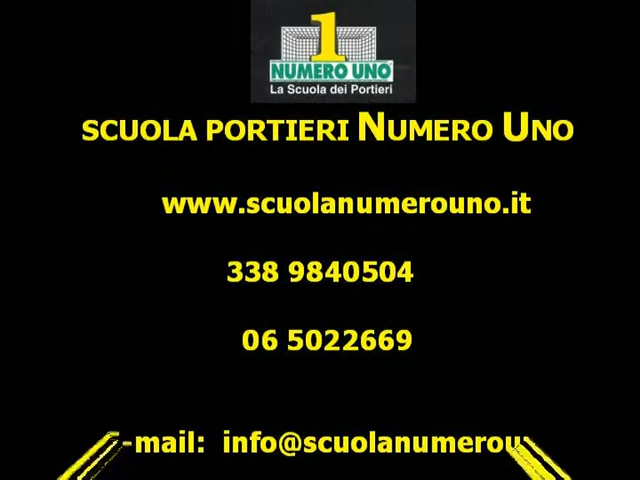 1
NUMERO UNO
La Scuola dei Portieri
SCUOLA PORTIERI NUMERO UNO
www.scuolanumerouno.it
338 9840504
06 5022669
E-mail: info@scuolanumerou